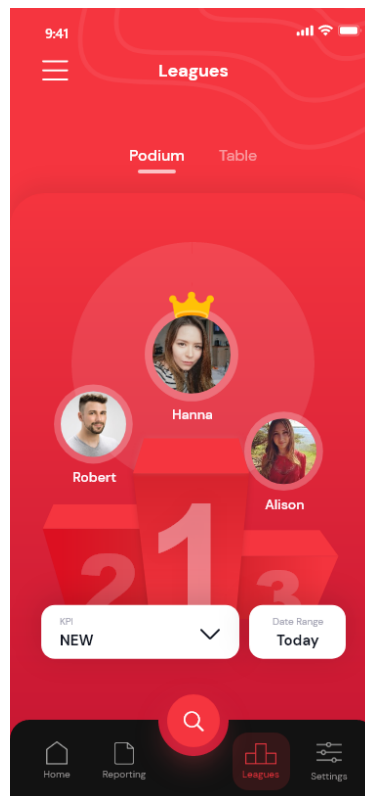 9:41
Leagues
Podium Table
Hanna
Robert
Alison
1
2
3
KPI
NEW
Date Range
Today
Home Reporting Leagues Settings